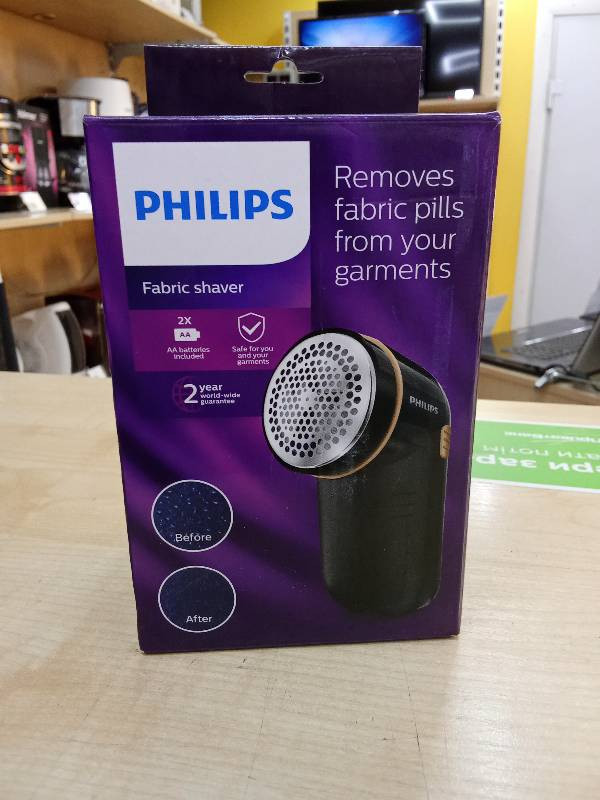 PHILIPS
Fabric shaver
2X
AA
AA batteries
included
Safe for you
and your
garments
2 year
world-wide
guarantee
Removes
fabric pills
from your
garments
PHILIPS
Before
After